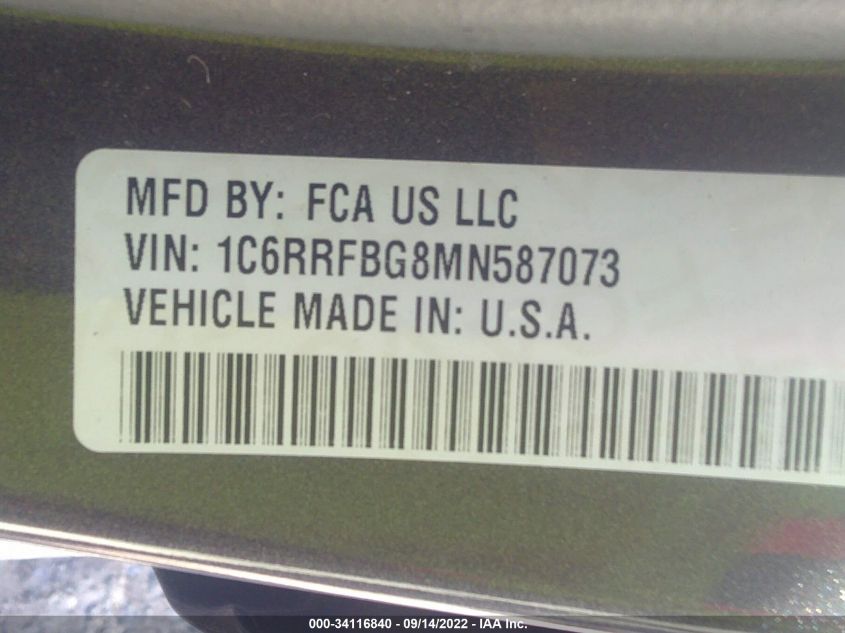 MFD BY: FCA US LLC
VIN: 1C6RRFBG8MN587073
VEHICLE MADE IN: U.S.A.
000-34116840 - 09/14/2022 - IAA Inc.